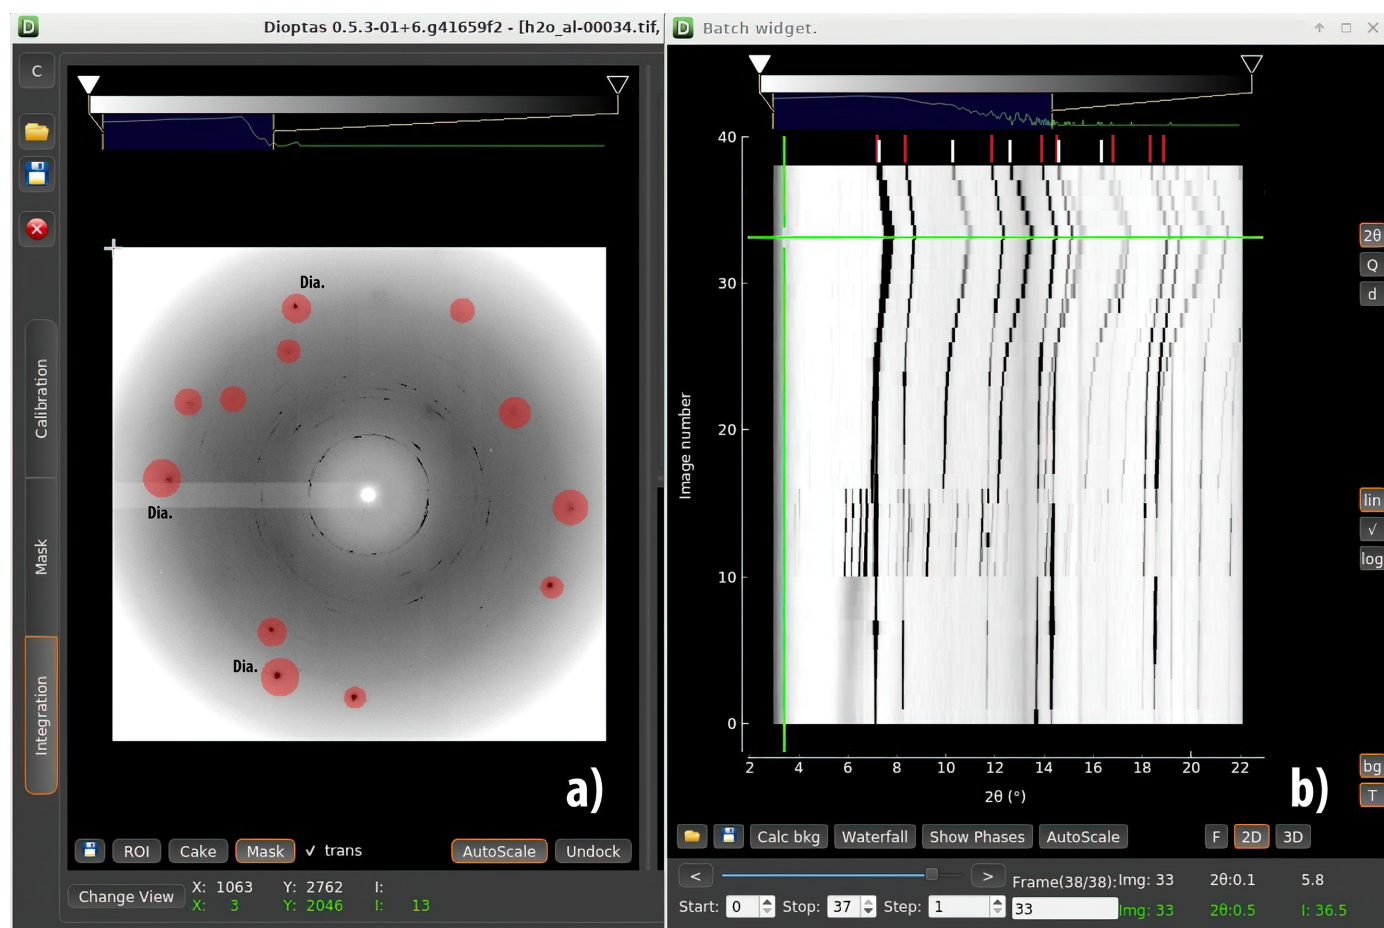 Dioptas 0.5.3-01+6.g41659f2 - [h2o_al-00034.tif,
C
Calibration
Mask
Integration
Dia.
Dia.
Dia.
a)
ROI
Cake
Mask
✓ trans
AutoScale
Undock
Change View
X: 1063 Y: 2762 I:
X: 3 Y: 2046 I: 13
D Batch widget.
40
30
20
10
0
Image number
2 4 6 8 10 12 14 16 18 20 22
2θ (°)
b)
2θ
Q
d
lin
√
log
bg
T
Calc bkg
Waterfall
Show Phases
AutoScale
F
2D
3D
< > Frame(38/38): Img: 33 2θ:0.1 5.8
Start: 0 Stop: 37 Step: 1 33 Img: 33 2θ:0.5 I: 36.5